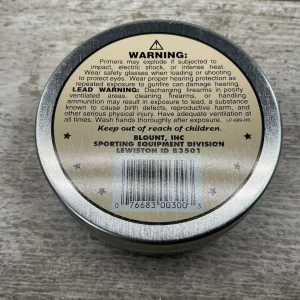 WARNING:
Primers may explode if subjected to
impact, electric shock, or intense heat.
Wear safety glasses when loading or shooting
to protect eyes. Wear proper hearing protection as
repeated exposure to gunfire can damage hearing.
LEAD WARNING: Discharging firearms in poorly
ventilated areas, cleaning firearms, or handling
ammunition may result in exposure to lead, a substance
known to cause birth defects, reproductive harm, and
other serious physical injury. Have adequate ventilation at
all times. Wash hands thoroughly after exposure.
Keep out of reach of children.
BLOUNT, INC
SPORTING EQUIPMENT DIVISION
LEWISTON ID 83501
0 76683 00300 3